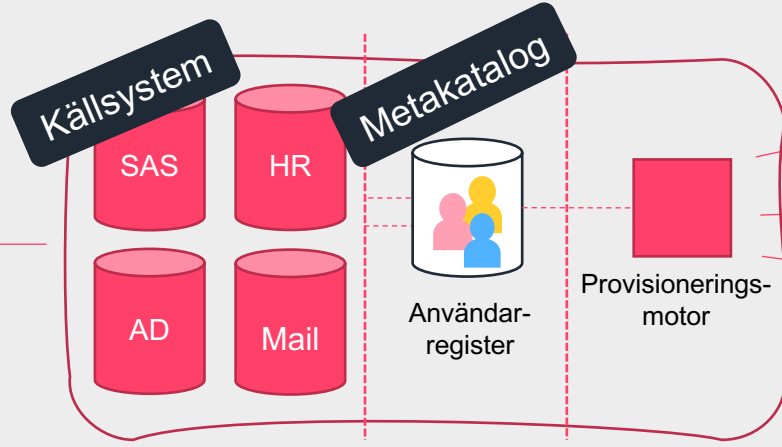 Källsystem
Metakatalog
SAS
HR
AD
Mail
Användar-
register
Provisionerings-
motor